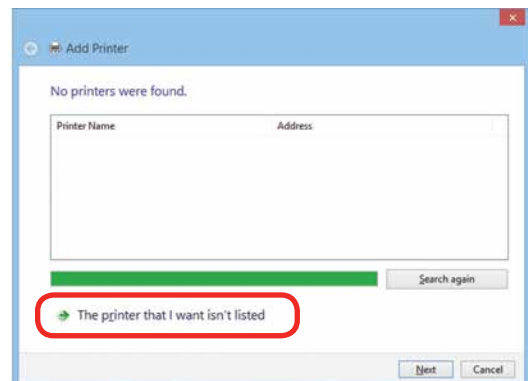 Add Printer
No printers were found.
Printer Name Address
Search again
The printer that I want isn't listed
Next Cancel